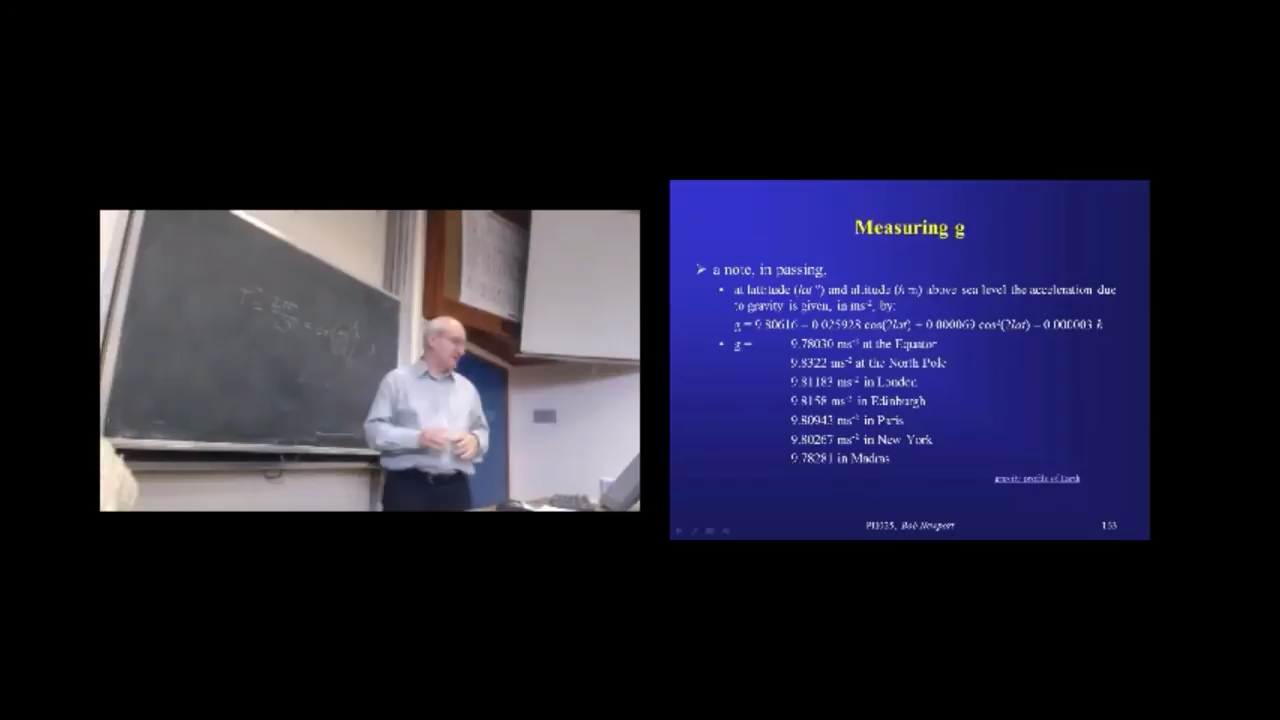 T = 2π
Measuring g
➢ a note, in passing,
• at latitude (lat °) and altitude (h m) above sea level the acceleration due
to gravity is given, in ms⁻², by:
g = 9.80616 – 0.025928 cos(2lat) + 0.000069 cos²(2lat) – 0.000003 h
• g = 9.78030 ms⁻² at the Equator
9.8322 ms⁻² at the North Pole
9.81183 ms⁻² in London
9.8158 ms⁻² in Edinburgh
9.80943 ms⁻² in Paris
9.80267 ms⁻² in New York
9.78281 in Madras
gravity profile of Earth
Bob Newport